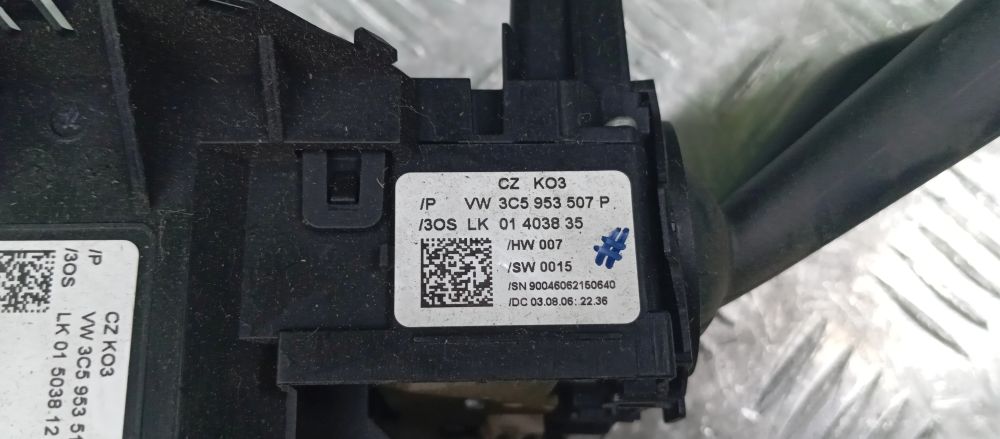 CZ KO3
/P VW 3C5 953 507 P
/3OS LK 01 4038 35
/HW 007
/SW 0015
/SN 90046062150640
/DC 03.08.06: 22.36
CZ KO3
/P VW 3C5 953 51
/3OS LK 01 5038 12